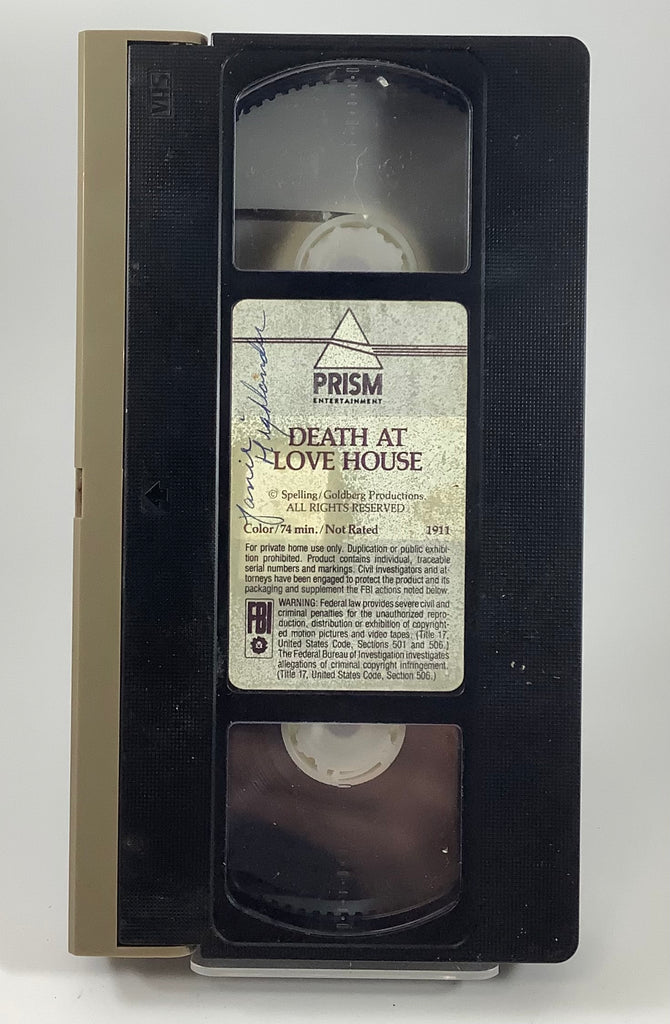 VHS
PRISM
ENTERTAINMENT
DEATH AT
LOVE HOUSE
© Spelling/Goldberg Productions.
ALL RIGHTS RESERVED
Color/74 min./Not Rated 1911
For private home use only. Duplication or public exhibi-
tion prohibited. Product contains individual, traceable
serial numbers and markings. Civil investigators and at-
torneys have been engaged to protect the product and its
packaging and supplement the FBI actions noted below.
FBI
WARNING: Federal law provides severe civil and
criminal penalties for the unauthorized repro-
duction, distribution or exhibition of copyright-
ed motion pictures and video tapes. (Title 17,
United States Code, Sections 501 and 506.)
The Federal Bureau of Investigation investigates
allegations of criminal copyright infringement.
(Title 17, United States Code, Section 506.)
Highlander